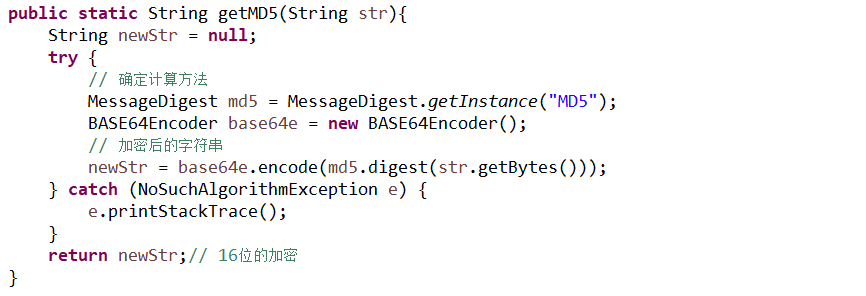 public static String getMD5(String str){
    String newStr = null;
    try {
        // 确定计算方法
        MessageDigest md5 = MessageDigest.getInstance("MD5");
        BASE64Encoder base64e = new BASE64Encoder();
        // 加密后的字符串
        newStr = base64e.encode(md5.digest(str.getBytes()));
    } catch (NoSuchAlgorithmException e) {
        e.printStackTrace();
    }
    return newStr;// 16位的加密
}